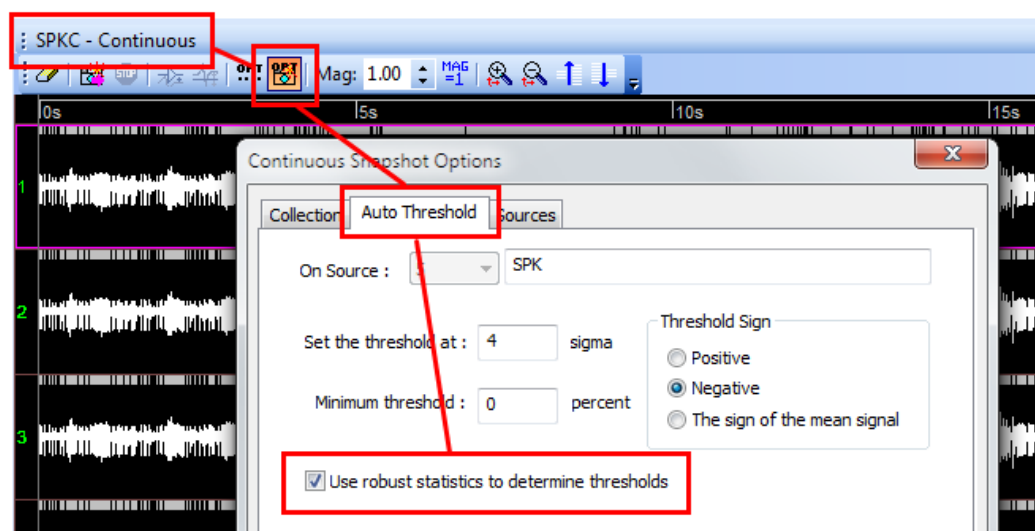 SPKC - Continuous
OPT Mag: 1.00 MAG =1
0s 5s 10s 15s
Continuous Snapshot Options
1
Collection Auto Threshold Sources
On Source : SPK
2
Set the threshold at : 4 sigma
Threshold Sign
Positive
Negative
Minimum threshold : 0 percent
The sign of the mean signal
3
Use robust statistics to determine thresholds